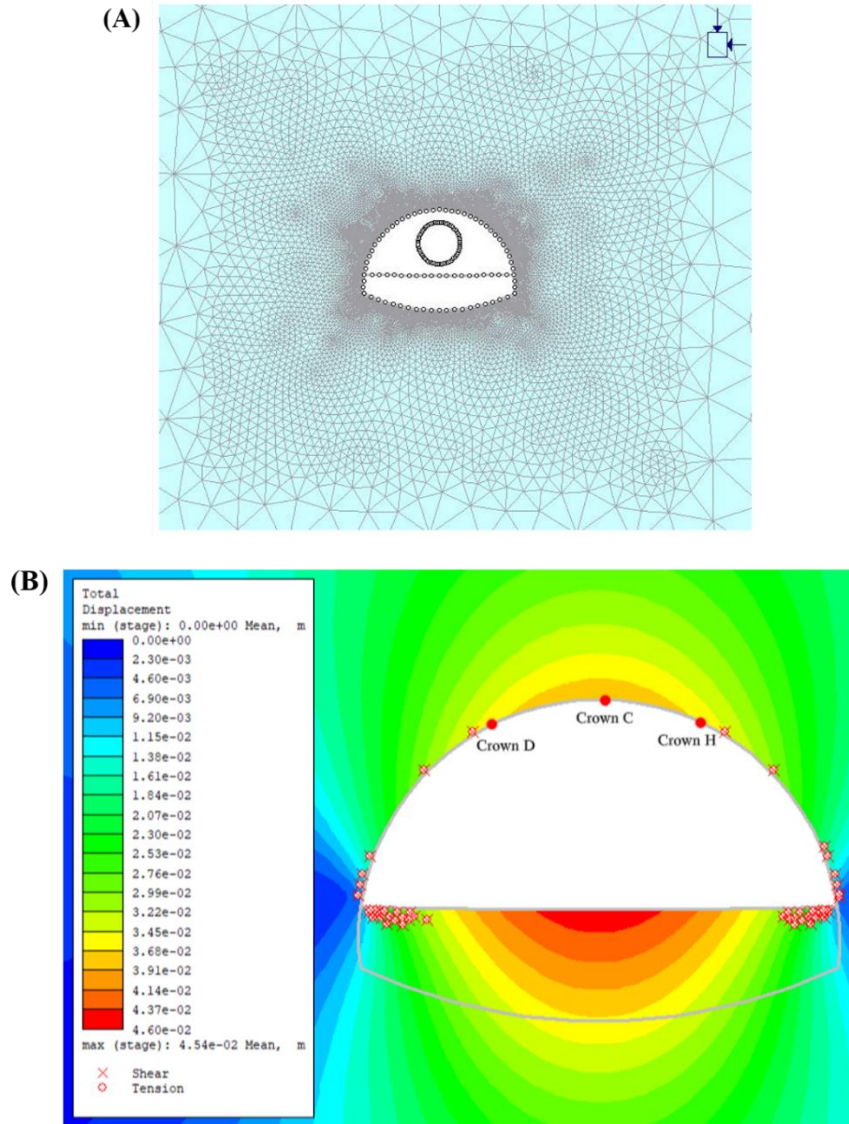 (A)
(B)
Total
Displacement
min (stage): 0.00e+00 Mean, m
0.00e+00
2.30e-03
4.60e-03
6.90e-03
9.20e-03
1.15e-02
1.38e-02
1.61e-02
1.84e-02
2.07e-02
2.30e-02
2.53e-02
2.76e-02
2.99e-02
3.22e-02
3.45e-02
3.68e-02
3.91e-02
4.14e-02
4.37e-02
4.60e-02
max (stage): 4.54e-02 Mean, m
Shear
Tension
Crown C
Crown D
Crown H